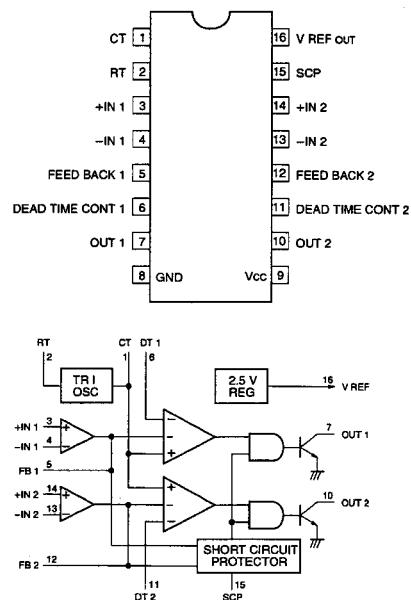 CT 1 16 V REF OUT
RT 2 15 SCP
+IN 1 3 14 +IN 2
−IN 1 4 13 −IN 2
FEED BACK 1 5 12 FEED BACK 2
DEAD TIME CONT 1 6 11 DEAD TIME CONT 2
OUT 1 7 10 OUT 2
8 GND Vcc 9
RT CT DT 1
2 1 6
TR I
OSC
2.5 V
REG
16 V REF
+IN 1 3 +
−IN 1 4 −
FB 1 5
+IN 2 14 +
−IN 2 13 −
FB 2 12
−
−
+
+
−
−
7 OUT 1
10 OUT 2
SHORT CIRCUIT
PROTECTOR
11 15
DT 2 SCP